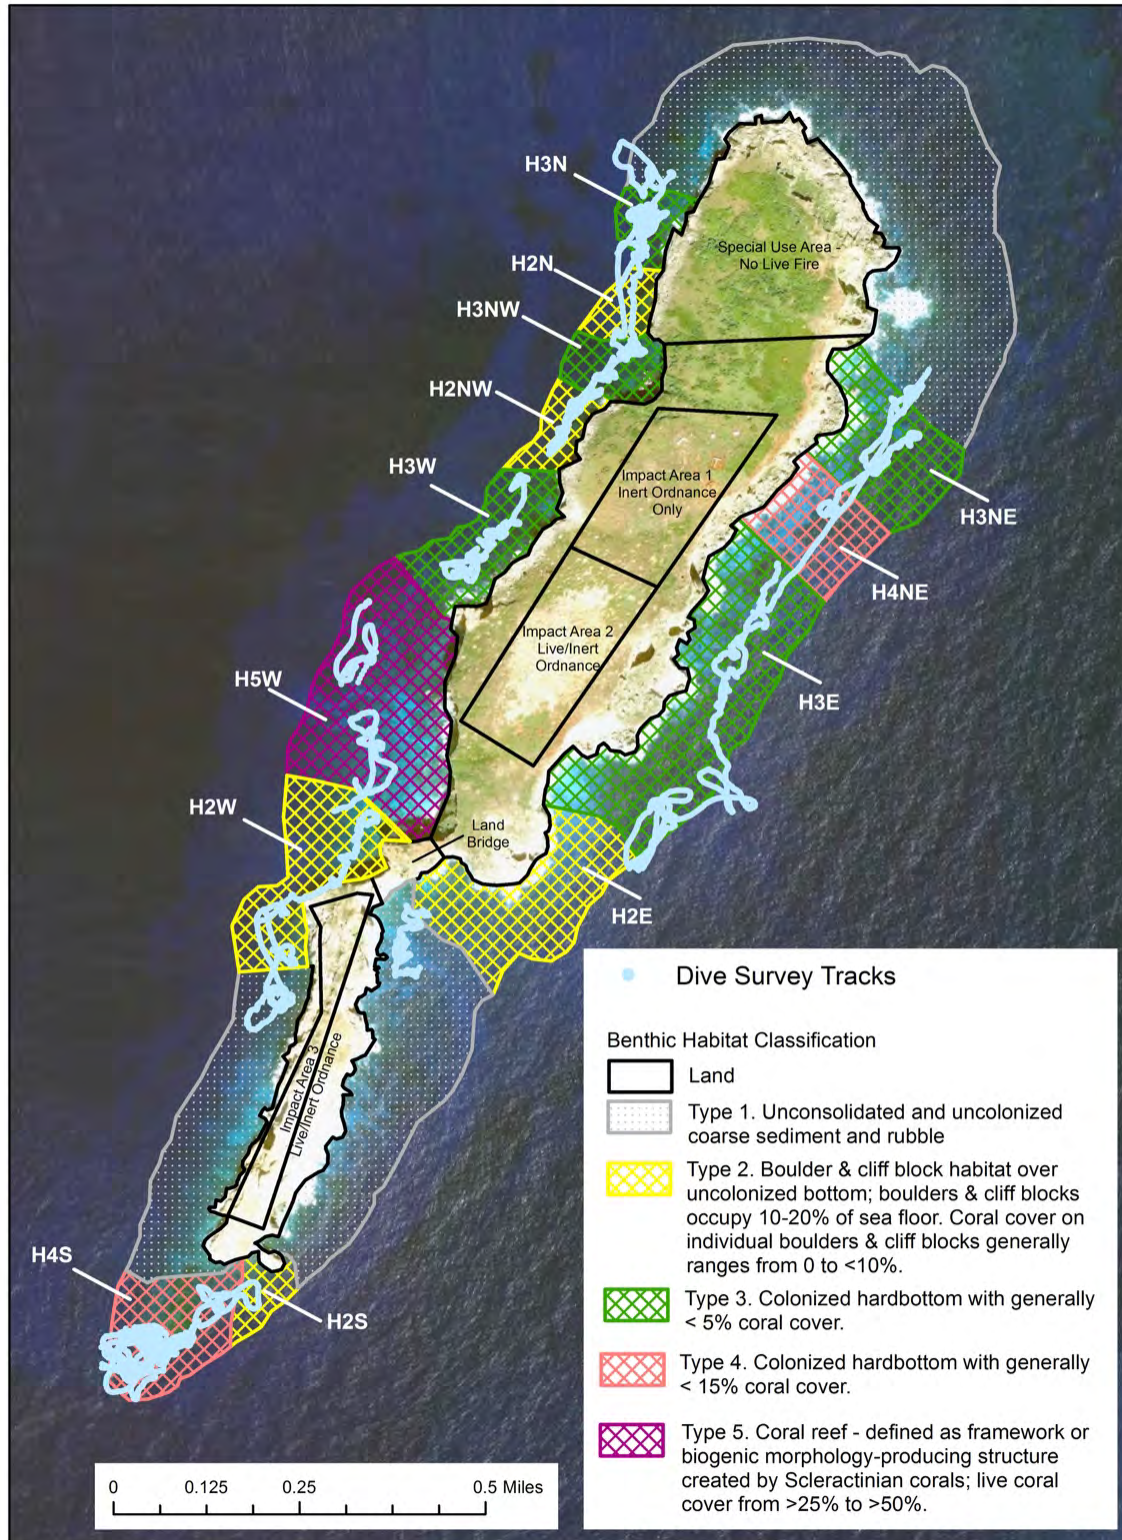 H3N
Special Use Area -
No Live Fire
H2N
H3NW
H2NW
H3W
Impact Area 1
Inert Ordnance
Only
H3NE
H4NE
Impact Area 2
Live/Inert
Ordnance
H5W
H3E
H2W
Land
Bridge
H2E
Impact Area 3
Live/Inert Ordnance
H4S
H2S
Dive Survey Tracks
Benthic Habitat Classification
Land
Type 1. Unconsolidated and uncolonized
coarse sediment and rubble
Type 2. Boulder & cliff block habitat over
uncolonized bottom; boulders & cliff blocks
occupy 10-20% of sea floor. Coral cover on
individual boulders & cliff blocks generally
ranges from 0 to <10%.
Type 3. Colonized hardbottom with generally
< 5% coral cover.
Type 4. Colonized hardbottom with generally
< 15% coral cover.
Type 5. Coral reef - defined as framework or
biogenic morphology-producing structure
created by Scleractinian corals; live coral
cover from >25% to >50%.
0 0.125 0.25 0.5 Miles